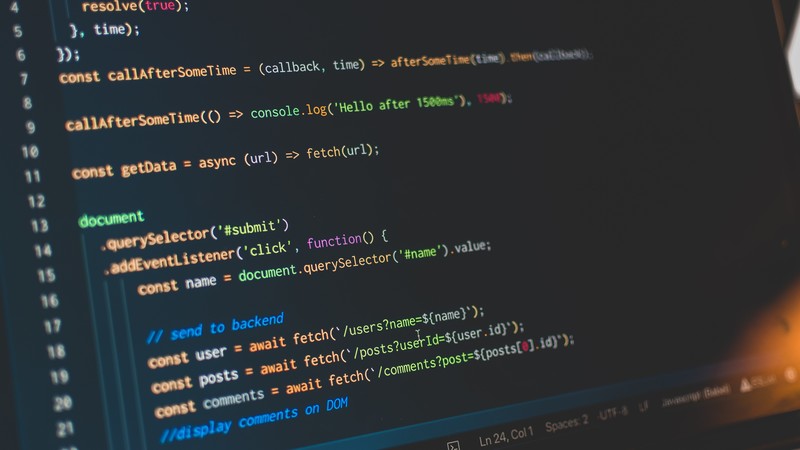 4 resolve(true);
5 }, time);
6 });
7 const callAfterSomeTime = (callback, time) => afterSomeTime(time).then(callback);
8
9 callAfterSomeTime(() => console.log('Hello after 1500ms'), 1500);
10
11 const getData = async (url) => fetch(url);
12
13 document
14 .querySelector('#submit')
15 .addEventListener('click', function() {
16 const name = document.querySelector('#name').value;
17
18 // send to backend
19 const user = await fetch(`/users?name=${name}`);
20 const posts = await fetch(`/posts?userId=${user.id}`);
21 const comments = await fetch(`/comments?post=${posts[0].id}`);
//display comments on DOM
Ln 24, Col 1 Spaces: 2 UTF-8 LF Javascript (Babel)